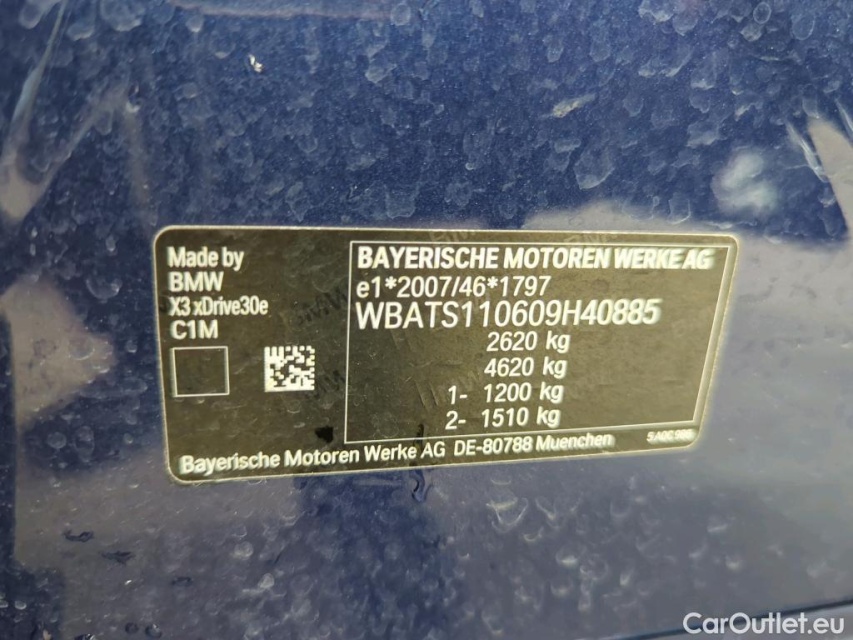 Made by
BMW
X3 xDrive30e
C1M
BAYERISCHE MOTOREN WERKE AG
e1*2007/46*1797
WBATS110609H40885
2620 kg
4620 kg
1- 1200 kg
2- 1510 kg
Bayerische Motoren Werke AG DE-80788 Muenchen
CarOutlet.eu